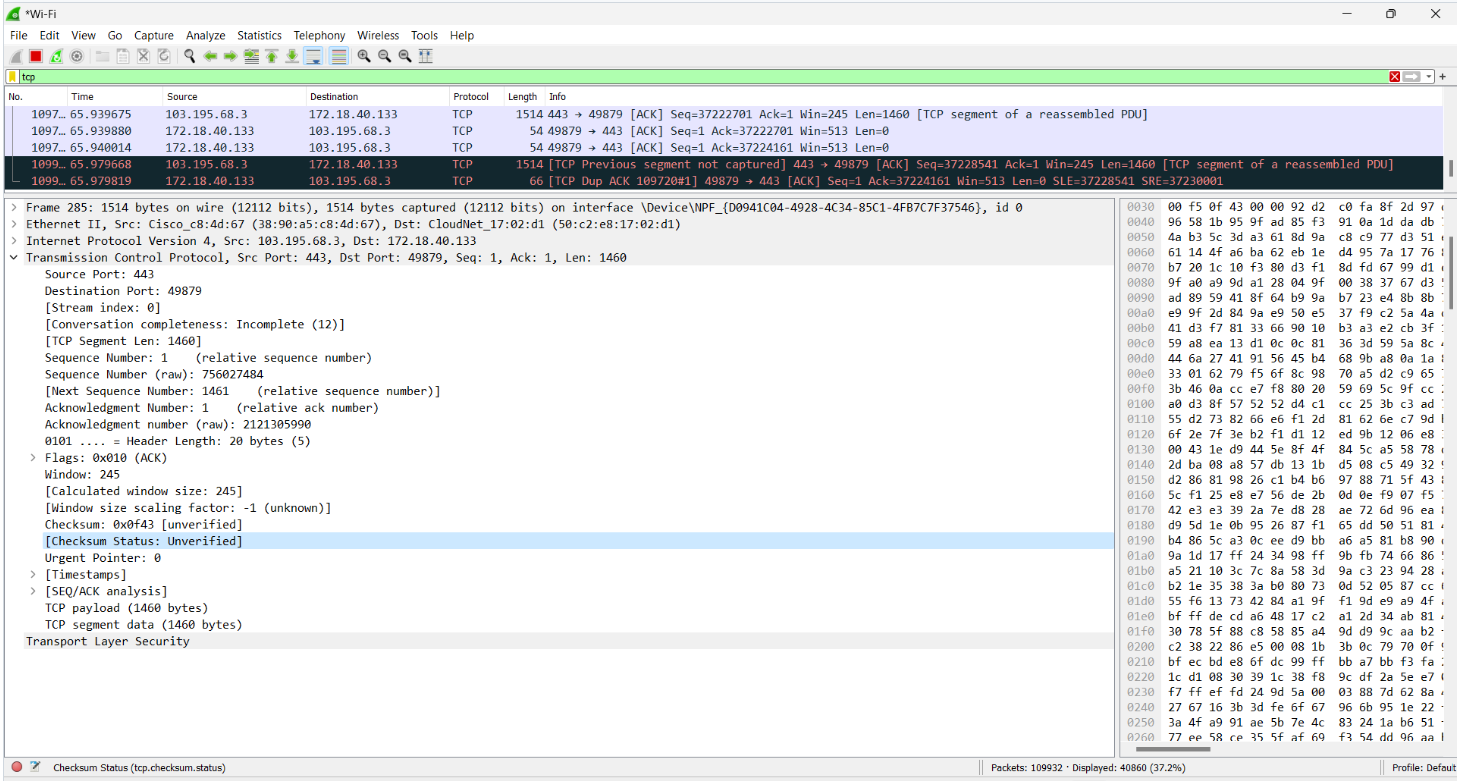 *Wi-Fi
File Edit View Go Capture Analyze Statistics Telephony Wireless Tools Help
tcp
No. Time Source Destination Protocol Length Info
1097… 65.939675 103.195.68.3 172.18.40.133 TCP 1514 443 → 49879 [ACK] Seq=37222701 Ack=1 Win=245 Len=1460 [TCP segment of a reassembled PDU]
1097… 65.939880 172.18.40.133 103.195.68.3 TCP 54 49879 → 443 [ACK] Seq=1 Ack=37222701 Win=513 Len=0
1097… 65.940014 172.18.40.133 103.195.68.3 TCP 54 49879 → 443 [ACK] Seq=1 Ack=37224161 Win=513 Len=0
1099… 65.979668 103.195.68.3 172.18.40.133 TCP 1514 [TCP Previous segment not captured] 443 → 49879 [ACK] Seq=37228541 Ack=1 Win=245 Len=1460 [TCP segment of a reassembled PDU]
1099… 65.979819 172.18.40.133 103.195.68.3 TCP 66 [TCP Dup ACK 109720#1] 49879 → 443 [ACK] Seq=1 Ack=37224161 Win=513 Len=0 SLE=37228541 SRE=37230001
Frame 285: 1514 bytes on wire (12112 bits), 1514 bytes captured (12112 bits) on interface \Device\NPF_{D0941C04-4928-4C34-85C1-4FB7C7F37546}, id 0
Ethernet II, Src: Cisco_c8:4d:67 (38:90:a5:c8:4d:67), Dst: CloudNet_17:02:d1 (50:c2:e8:17:02:d1)
Internet Protocol Version 4, Src: 103.195.68.3, Dst: 172.18.40.133
Transmission Control Protocol, Src Port: 443, Dst Port: 49879, Seq: 1, Ack: 1, Len: 1460
Source Port: 443
Destination Port: 49879
[Stream index: 0]
[Conversation completeness: Incomplete (12)]
[TCP Segment Len: 1460]
Sequence Number: 1 (relative sequence number)
Sequence Number (raw): 756027484
[Next Sequence Number: 1461 (relative sequence number)]
Acknowledgment Number: 1 (relative ack number)
Acknowledgment number (raw): 2121305990
0101 .... = Header Length: 20 bytes (5)
Flags: 0x010 (ACK)
Window: 245
[Calculated window size: 245]
[Window size scaling factor: -1 (unknown)]
Checksum: 0x0f43 [unverified]
[Checksum Status: Unverified]
Urgent Pointer: 0
[Timestamps]
[SEQ/ACK analysis]
TCP payload (1460 bytes)
TCP segment data (1460 bytes)
Transport Layer Security
0030 00 f5 0f 43 00 00 92 d2 c0 fa 8f 2d 97
0040 96 58 1b 95 9f ad 85 f3 91 0a 1d da db
0050 4a b3 5c 3d a3 61 8d 9a c8 c9 77 d3 51
0060 61 14 4f a6 ba 62 eb 1e d4 95 7a 17 76
0070 b7 20 1c 10 f3 80 d3 f1 8d fd 67 99 d1
0080 9f a0 a9 9d a1 28 04 9f 00 38 37 67 d3
0090 ad 89 59 41 8f 64 b9 9a b7 23 e4 8b 8b
00a0 e9 9f 2d 84 9a e9 50 e5 37 f9 c2 5a 4a
00b0 41 d3 f7 81 33 66 90 10 b3 a3 e2 cb 3f
00c0 59 a8 ea 13 d1 0c 0c 81 36 3d 59 5a 8c
00d0 44 6a 27 41 91 56 45 b4 68 9b a8 0a 1a
00e0 33 01 62 79 f5 6f 8c 98 70 a5 d2 c9 65
00f0 3b 46 0a cc e7 f8 80 20 59 69 5c 9f cc
0100 a0 d3 8f 57 52 52 d4 c1 cc 25 3b c3 ad
0110 55 d2 73 82 66 e6 f1 2d 81 62 6e c7 9d
0120 6f 2e 7f 3e b2 f1 d1 12 ed 9b 12 06 e8
0130 00 43 1e d9 44 5e 8f 4f 84 5c a5 58 78
0140 2d ba 08 a8 57 db 13 1b d5 08 c5 49 32
0150 d2 86 81 98 26 c1 b4 b6 97 88 71 5f 43
0160 5c f1 25 e8 e7 56 de 2b 0d 0e f9 07 f5
0170 42 e3 e3 39 2a 7e d8 28 ae 72 6d 96 ea
0180 d9 5d 1e 0b 95 26 87 f1 65 dd 50 51 81
0190 b4 86 5c a3 0c ee d9 bb a6 a5 81 b8 90
01a0 9a 1d 17 ff 24 34 98 ff 9b fb 74 66 86
01b0 a5 21 10 3c 7c 8a 58 3d 9a c3 23 94 28
01c0 b2 1e 35 38 3a b0 80 73 0d 52 05 87 cc
01d0 55 f6 13 73 42 84 a1 9f f1 9d e9 a4 4f
01e0 bf ff de cd a6 48 17 c2 a1 2d 34 ab 81
01f0 30 78 5f 88 c8 58 85 a4 9d d9 9c aa b2
0200 c2 38 22 86 e5 00 08 1b 3b 0c 79 70 0f
0210 bf ec bd e8 6f dc 99 ff bb a7 bb f3 fa
0220 1c d1 08 30 39 1c 38 f8 9c df 2a 5e e7
0230 f7 ff ef fd 24 9d 5a 00 03 88 7d 62 8a
0240 27 67 16 3b 3d fe 6f 67 96 6b 95 1e 22
0250 3a 4f a9 91 ae 5b 7e 4c 83 24 1a b6 51
0260 77 ee 58 ce 35 5f af 69 f3 54 dd 96 aa
Checksum Status (tcp.checksum.status) Packets: 109932 · Displayed: 40860 (37.2%) Profile: Default